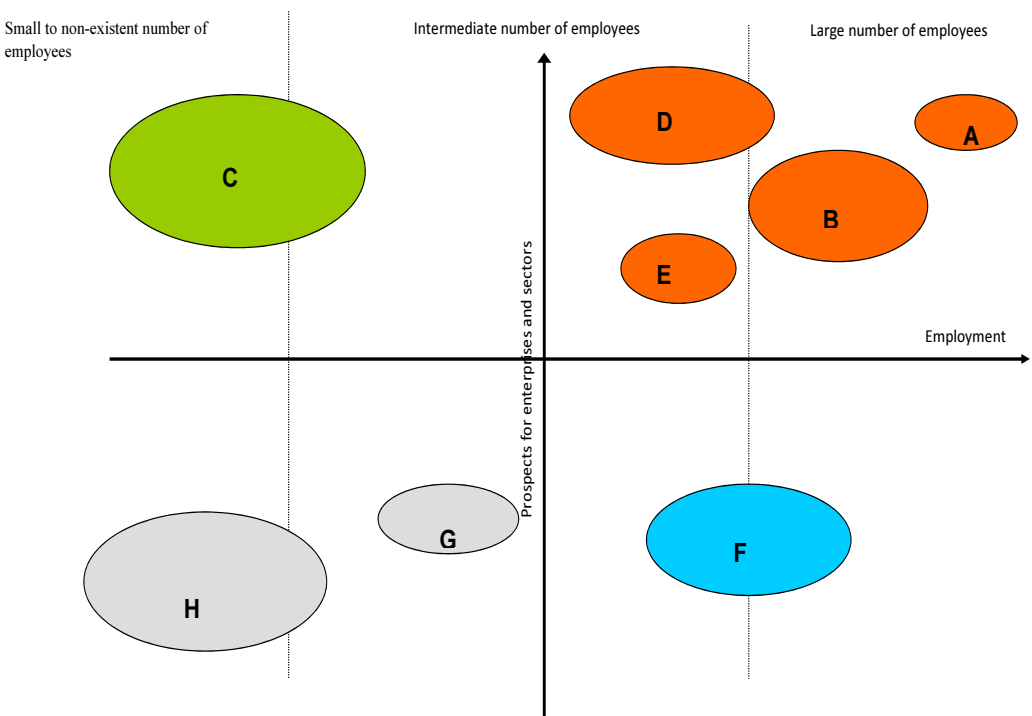 Small to non-existent number of
employees
Intermediate number of employees
Large number of employees
D
A
C
B
E
Prospects for enterprises and sectors
Employment
G
F
H